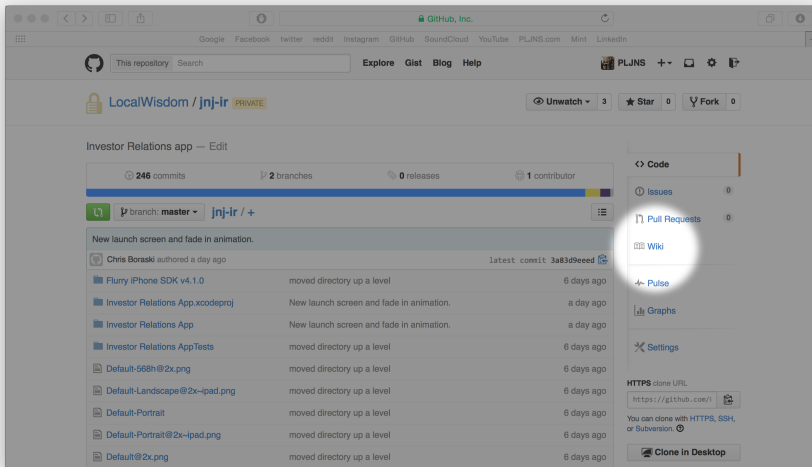 GitHub, Inc.
Google Facebook twitter reddit Instagram GitHub SoundCloud YouTube PLJNS.com Mint LinkedIn
This repository Search Explore Gist Blog Help PLJNS
LocalWisdom / jnj-ir PRIVATE Unwatch 3 Star 0 Fork 0
Investor Relations app — Edit
246 commits 2 branches 0 releases 1 contributor
branch: master jnj-ir / +
New launch screen and fade in animation.
Chris Boraski authored a day ago latest commit 3a83d9eeed
Flurry iPhone SDK v4.1.0 moved directory up a level 6 days ago
Investor Relations App.xcodeproj New launch screen and fade in animation. a day ago
Investor Relations App New launch screen and fade in animation. a day ago
Investor Relations AppTests moved directory up a level 6 days ago
Default-568h@2x.png moved directory up a level 6 days ago
Default-Landscape@2x~ipad.png moved directory up a level 6 days ago
Default-Portrait moved directory up a level 6 days ago
Default-Portrait@2x~ipad.png moved directory up a level 6 days ago
Default@2x.png moved directory up a level 6 days ago
Code
Issues 0
Pull Requests 0
Wiki
Pulse
Graphs
Settings
HTTPS clone URL
https://github.com/
You can clone with HTTPS, SSH,
or Subversion.
Clone in Desktop